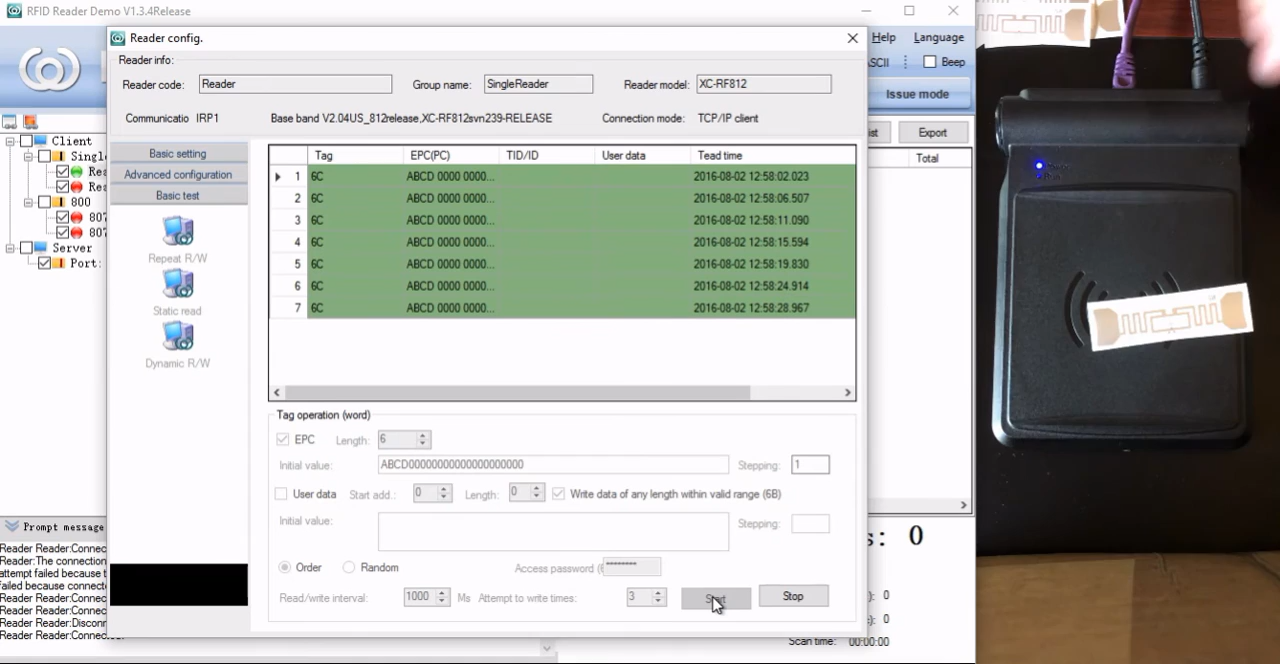 RFID Reader Demo V1.3.4Release
Reader config.
Help Language
Reader info:
Reader code: Reader Group name: SingleReader Reader model: XC-RF812
SCII Beep
Issue mode
Communicatio IRP1 Base band V2.04US_812release,XC-RF812svn239-RELEASE Connection mode: TCP/IP client
Export
Total
Client
Singl
Rea
Rea
800
807
807
Server
Port:
Basic setting
Advanced configuration
Basic test
Repeat R/W
Static read
Dynamic R/W
Tag EPC(PC) TID/ID User data Tead time
1 6C ABCD 0000 0000... 2016-08-02 12:58:02.023
2 6C ABCD 0000 0000... 2016-08-02 12:58:06.507
3 6C ABCD 0000 0000... 2016-08-02 12:58:11.090
4 6C ABCD 0000 0000... 2016-08-02 12:58:15.594
5 6C ABCD 0000 0000... 2016-08-02 12:58:19.830
6 6C ABCD 0000 0000... 2016-08-02 12:58:24.914
7 6C ABCD 0000 0000... 2016-08-02 12:58:28.967
Tag operation (word)
EPC Length: 6
Initial value: ABCD00000000000000000000 Stepping: 1
User data Start add.: 0 Length: 0 Write data of any length within valid range (6B)
Initial value: Stepping:
Order Random Access password ( ********
Read/write interval: 1000 Ms Attempt to write times: 3 Start Stop
Prompt message
Reader Reader:Connec
Reader:The connection
attempt failed because t
failed because connecte
Reader Reader:Connec
Reader Reader:Connec
Reader Reader:Disconn
Reader Reader:Connected.
s: 0
): 0
): 0
Scan time: 00:00:00